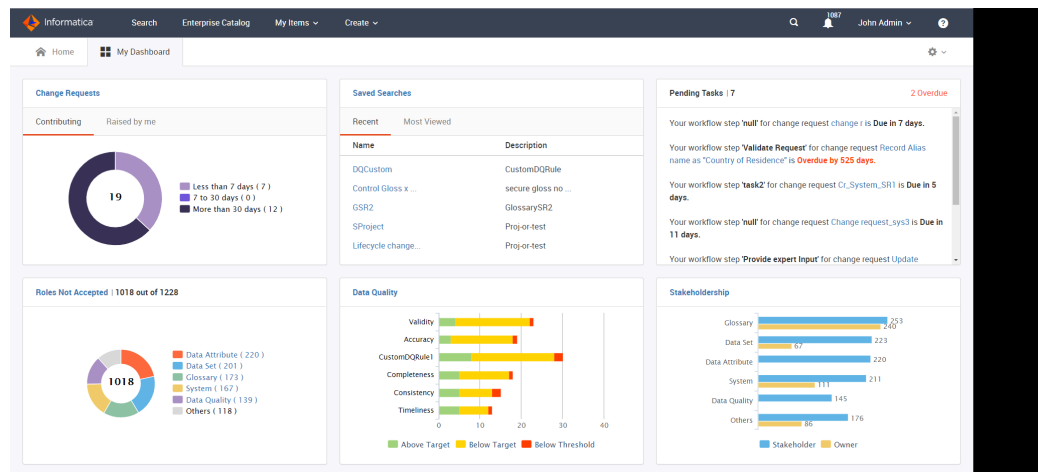 Informatica Search Enterprise Catalog My Items Create 1087 John Admin ?
Home My Dashboard
Change Requests
Contributing Raised by me
19
Less than 7 days ( 7 )
7 to 30 days ( 0 )
More than 30 days ( 12 )
Saved Searches
Recent Most Viewed
Name Description
DQCustom CustomDQRule
Control Gloss x ... secure gloss no ...
GSR2 GlossarySR2
SProject Proj-or-test
Lifecycle change... Proj-or-test
Pending Tasks | 7 2 Overdue
Your workflow step 'null' for change request change r is Due in 7 days.
Your workflow step 'Validate Request' for change request Record Alias
name as "Country of Residence" is Overdue by 525 days.
Your workflow step 'task2' for change request Cr_System_SR1 is Due in 5
days.
Your workflow step 'null' for change request Change request_sys3 is Due in
11 days.
Your workflow step 'Provide expert Input' for change request Update
Roles Not Accepted | 1018 out of 1228
1018
Data Attribute ( 220 )
Data Set ( 201 )
Glossary ( 173 )
System ( 167 )
Data Quality ( 139 )
Others ( 118 )
Data Quality
Validity
Accuracy
CustomDQRule1
Completeness
Consistency
Timeliness
0 10 20 30 40
Above Target Below Target Below Threshold
Stakeholdership
Glossary 253
240
Data Set 223
67
Data Attribute 220
System 211
111
Data Quality 145
Others 176
86
Stakeholder Owner